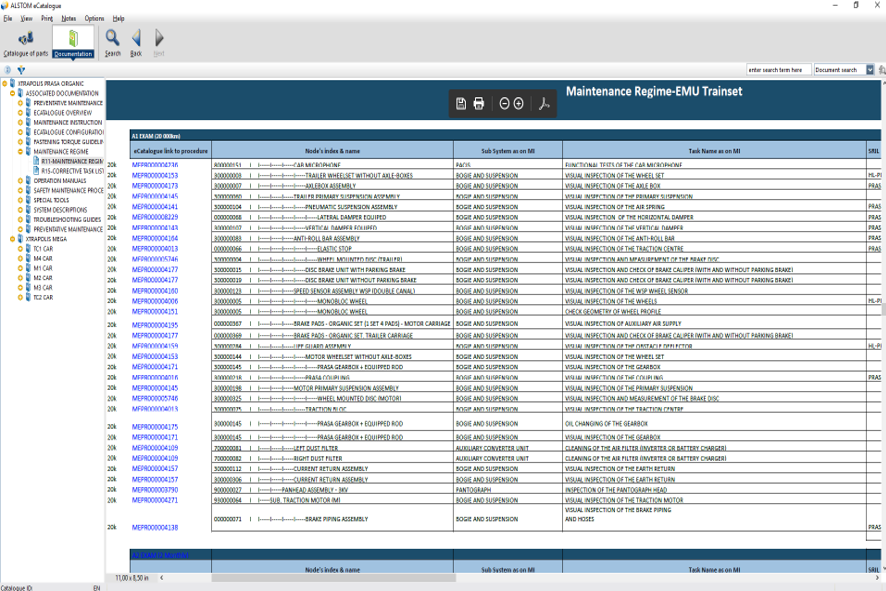 ALSTOM eCatalogue
File View Print Notes Options Help
Catalogue of parts Documentation Search Back Next
enter search term here Document search
XTRAPOLIS PRASA ORGANIC
ASSOCIATED DOCUMENTATION
PREVENTATIVE MAINTENANCE
ECATALOGUE OVERVIEW
MAINTENANCE INSTRUCTION
ECATALOGUE CONFIGURATIO
FASTENING TORQUE GUIDELIN
MAINTENANCE REGIME
R11-MAINTENANCE REGIM
R15-CORRECTIVE TASK LIST
OPERATION MANUALS
SAFETY MAINTENANCE PROCE
SPECIAL TOOLS
SYSTEM DESCRIPTIONS
TROUBLESHOOTING GUIDES
PREVENTATIVE MAINTENANCE
XTRAPOLIS MEGA
TC1 CAR
M4 CAR
M1 CAR
M2 CAR
M3 CAR
TC2 CAR
Maintenance Regime-EMU Trainset
A1 EXAM (20 000km)
eCatalogue link to procedure Node's index & name Sub System as on MI Task Name as on MI SRIL
20k MEPR000004236 800000151 I I-----I-----I-----CAR MICROPHONE PACIS FUNCTIONAL TESTS OF THE CAR MICROPHONE
20k MEPR000004153 300000003 I I-----I-----I-----I-----TRAILER WHEELSET WITHOUT AXLE-BOXES BOGIE AND SUSPENSION VISUAL INSPECTION OF THE WHEEL SET HL-PI
20k MEPR000004173 300000007 I I-----I-----I-----I-----AXLEBOX ASSEMBLY BOGIE AND SUSPENSION VISUAL INSPECTION OF THE AXLE BOX PRAS
20k MEPR000004145 300000060 I I-----I-----I-----TRAILER PRIMARY SUSPENSION ASSEMBLY BOGIE AND SUSPENSION VISUAL INSPECTION OF THE PRIMARY SUSPENSION
20k MEPR000004141 300000104 I I-----I-----I-----I-----PNEUMATIC SUSPENSION ASSEMBLY BOGIE AND SUSPENSION VISUAL INSPECTION OF THE AIR SPRING PRAS
20k MEPR000008229 000000068 I I-----I-----I-----I-----I-----LATERAL DAMPER EQUIPED BOGIE AND SUSPENSION VISUAL INSPECTION OF THE HORIZONTAL DAMPER PRAS
20k MEPR000004143 300000107 I I-----I-----I-----I-----VERTICAL DAMPER EQUIPED BOGIE AND SUSPENSION VISUAL INSPECTION OF THE VERTICAL DAMPER PRAS
20k MEPR000004164 300000083 I I-----I-----I-----ANTI-ROLL BAR ASSEMBLY BOGIE AND SUSPENSION VISUAL INSPECTION OF THE ANTI-ROLL BAR PRAS
20k MEPR000004013 000000066 I I-----I-----I-----I-----I-----ELASTIC STOP BOGIE AND SUSPENSION VISUAL INSPECTION OF THE TRACTION CENTRE PRAS
20k MEPR000005746 300000004 I I-----I-----I-----I-----I-----WHEEL MOUNTED DISC (TRAILER) BOGIE AND SUSPENSION VISUAL INSPECTION AND MEASUREMENT OF THE BRAKE DISC
20k MEPR000004177 300000015 I I-----I-----I-----I-----DISC BRAKE UNIT WITH PARKING BRAKE BOGIE AND SUSPENSION VISUAL INSPECTION AND CHECK OF BRAKE CALIPER (WITH AND WITHOUT PARKING BRAKE)
20k MEPR000004177 300000019 I I-----I-----I-----I-----DISC BRAKE UNIT WITHOUT PARKING BRAKE BOGIE AND SUSPENSION VISUAL INSPECTION AND CHECK OF BRAKE CALIPER (WITH AND WITHOUT PARKING BRAKE)
20k MEPR000004160 300000123 I I-----I-----I-----SPEED SENSOR ASSEMBLY WSP (DOUBLE CANAL) BOGIE AND SUSPENSION VISUAL INSPECTION OF THE WSP WHEEL SENSOR
20k MEPR000004006 300000005 I I-----I-----I-----I-----I-----MONOBLOC WHEEL BOGIE AND SUSPENSION VISUAL INSPECTION OF THE WHEELS HL-PI
20k MEPR000004151 300000005 I I-----I-----I-----I-----I-----MONOBLOC WHEEL BOGIE AND SUSPENSION CHECK GEOMETRY OF WHEEL PROFILE
20k MEPR000004195 000000367 I I-----I-----I-----BRAKE PADS - ORGANIC SET (1 SET 4 PADS) - MOTOR CARRIAGE BOGIE AND SUSPENSION VISUAL INSPECTION OF AUXILIARY AIR SUPPLY
20k MEPR000004177 000000369 I I-----I-----I-----BRAKE PADS - ORGANIC SET. TRAILER CARRIAGE BOGIE AND SUSPENSION VISUAL INSPECTION AND CHECK OF BRAKE CALIPER (WITH AND WITHOUT PARKING BRAKE)
20k MEPR000004159 300000284 I I-----I-----I-----LIFE GUARD ASSEMBLY BOGIE AND SUSPENSION VISUAL INSPECTION OF THE OBSTACLE DEFLECTOR HL-PI
20k MEPR000004153 300000144 I I-----I-----I-----I-----MOTOR WHEELSET WITHOUT AXLE-BOXES BOGIE AND SUSPENSION VISUAL INSPECTION OF THE WHEEL SET
20k MEPR000004171 300000145 I I-----I-----I-----I-----I-----PRASA GEARBOX + EQUIPPED ROD BOGIE AND SUSPENSION VISUAL INSPECTION OF THE GEARBOX
20k MEPR000004016 300000218 I I-----I-----I-----I-----PRASA COUPLING BOGIE AND SUSPENSION VISUAL INSPECTION OF THE COUPLING PRAS
20k MEPR000004145 300000198 I I-----I-----I-----MOTOR PRIMARY SUSPENSION ASSEMBLY BOGIE AND SUSPENSION VISUAL INSPECTION OF THE PRIMARY SUSPENSION
20k MEPR000005746 300000325 I I-----I-----I-----I-----I-----WHEEL MOUNTED DISC (MOTOR) BOGIE AND SUSPENSION VISUAL INSPECTION AND MEASUREMENT OF THE BRAKE DISC
20k MEPR000004013 300000075 I I-----I-----I-----I-----TRACTION BLOC BOGIE AND SUSPENSION VISUAL INSPECTION OF THE TRACTION CENTRE
20k MEPR000004175 300000145 I I-----I-----I-----I-----I-----PRASA GEARBOX + EQUIPPED ROD BOGIE AND SUSPENSION OIL CHANGING OF THE GEARBOX
20k MEPR000004171 300000145 I I-----I-----I-----I-----I-----PRASA GEARBOX + EQUIPPED ROD BOGIE AND SUSPENSION VISUAL INSPECTION OF THE GEARBOX
20k MEPR000004109 700000081 I I-----I-----I-----LEFT DUST FILTER AUXILIARY CONVERTER UNIT CLEANING OF THE AIR FILTER (INVERTER OR BATTERY CHARGER)
20k MEPR000004109 700000082 I I-----I-----I-----RIGHT DUST FILTER AUXILIARY CONVERTER UNIT CLEANING OF THE AIR FILTER (INVERTER OR BATTERY CHARGER)
20k MEPR000004157 300000112 I I-----I-----I-----CURRENT RETURN ASSEMBLY BOGIE AND SUSPENSION VISUAL INSPECTION OF THE EARTH RETURN
20k MEPR000004157 300000306 I I-----I-----I-----CURRENT RETURN ASSEMBLY BOGIE AND SUSPENSION VISUAL INSPECTION OF THE EARTH RETURN
20k MEPR000003790 900000027 I I-----I-----PANHEAD ASSEMBLY - 3KV PANTOGRAPH INSPECTION OF THE PANTOGRAPH HEAD
20k MEPR000004271 930000064 I I-----SUB. TRACTION MOTOR (M) BOGIE AND SUSPENSION VISUAL INSPECTION OF THE TRACTION MOTOR
20k MEPR000004138 000000071 I I-----I-----I-----I-----BRAKE PIPING ASSEMBLY BOGIE AND SUSPENSION VISUAL INSPECTION OF THE BRAKE PIPING
AND HOSES PRAS
Node's index & name Sub System as on MI Task Name as on MI SRIL
11,00 x 8,50 in
Catalogue ID: EN